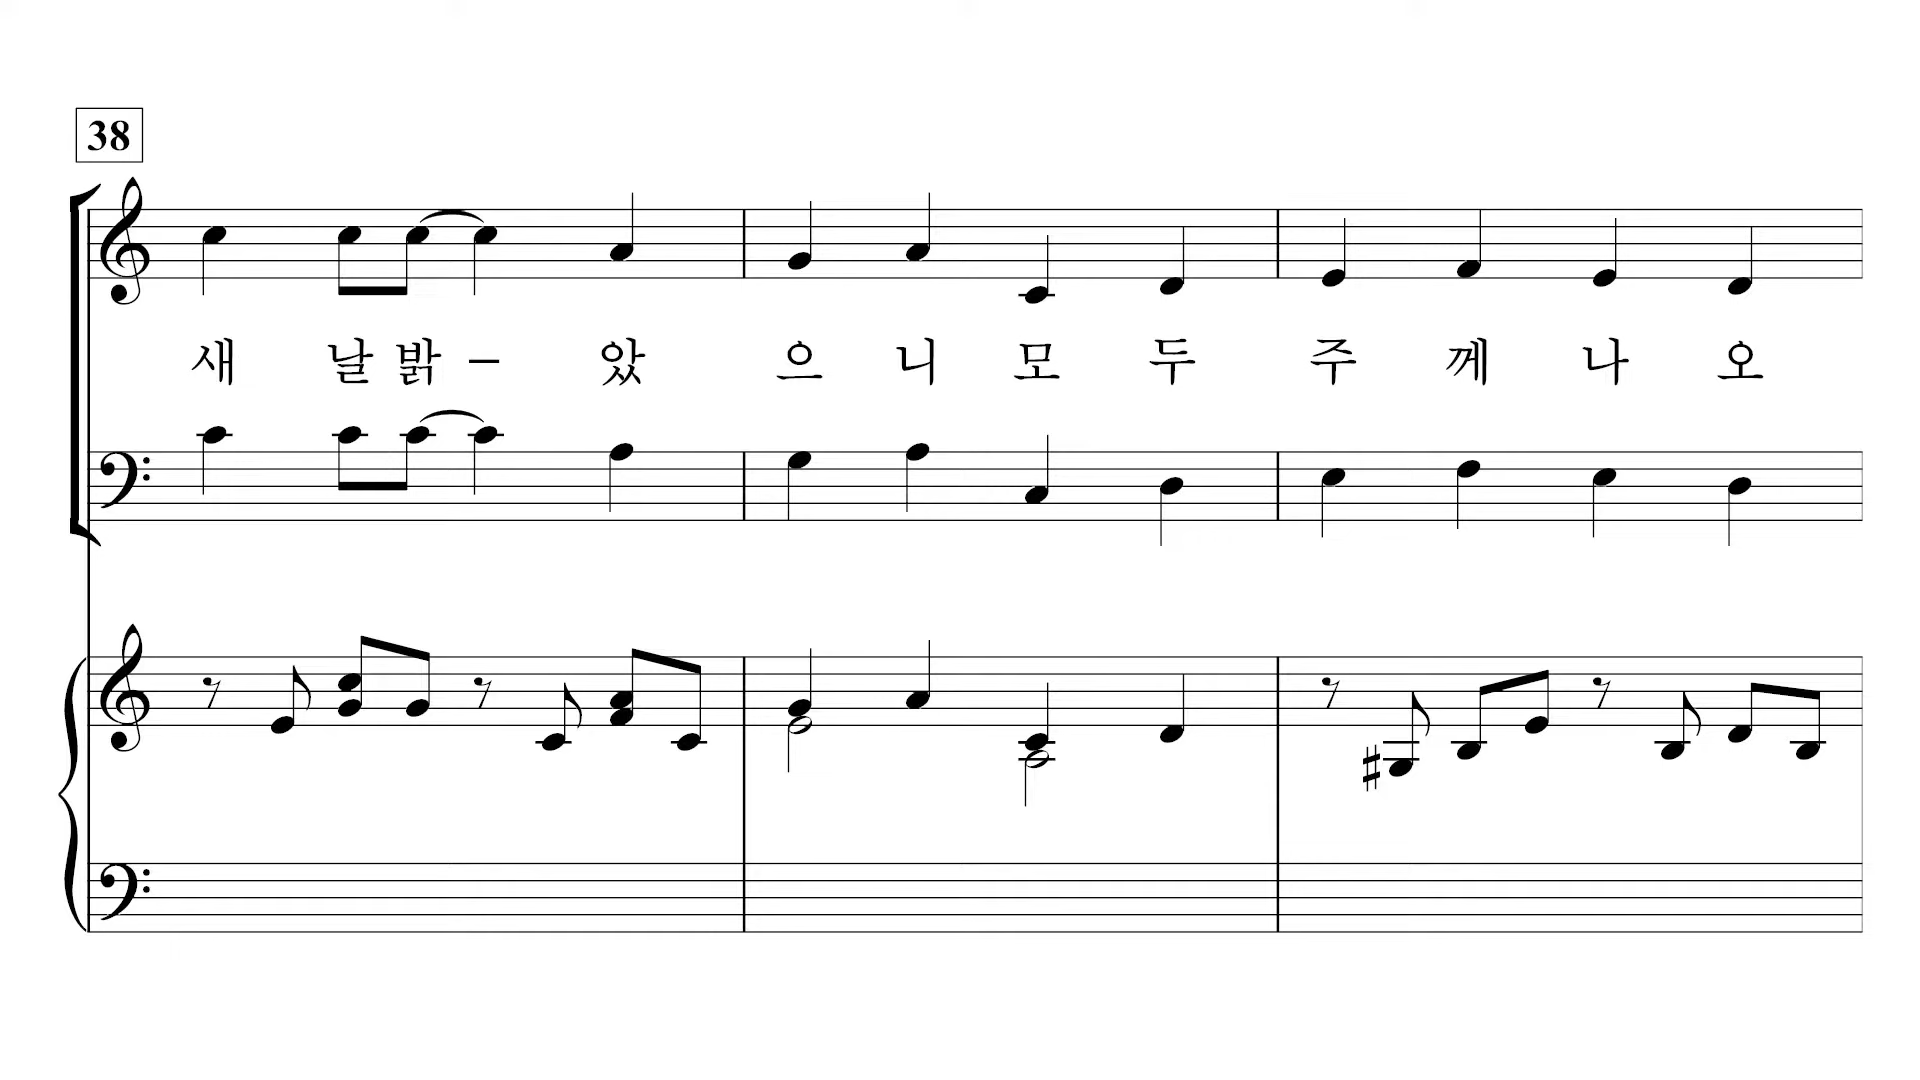 38
새 날 밝 – 았 으 니 모 두 주 께 나 오